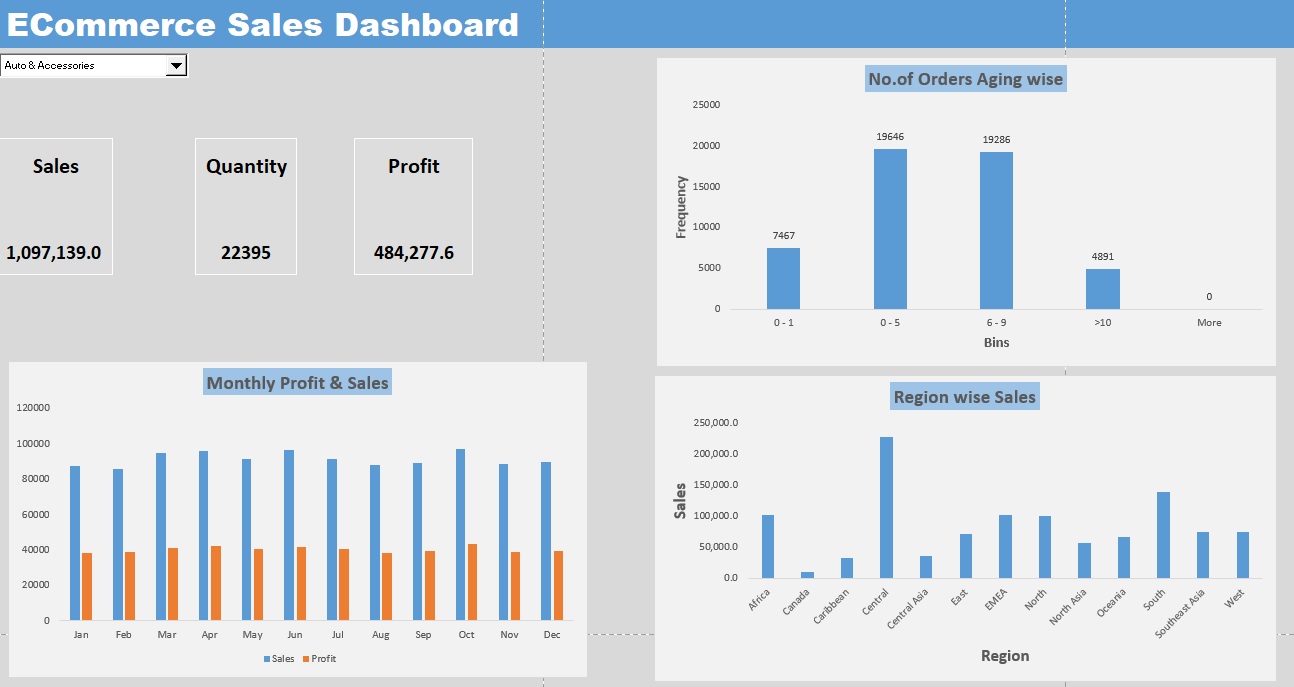 ECommerce Sales Dashboard
Auto & Accessories
Sales
1,097,139.0
Quantity
22395
Profit
484,277.6
No.of Orders Aging wise
25000
20000
15000
10000
5000
0
Frequency
7467
19646
19286
4891
0
0 - 1
0 - 5
6 - 9
>10
More
Bins
Monthly Profit & Sales
120000
100000
80000
60000
40000
20000
0
Jan
Feb
Mar
Apr
May
Jun
Jul
Aug
Sep
Oct
Nov
Dec
Sales
Profit
Region wise Sales
250,000.0
200,000.0
150,000.0
100,000.0
50,000.0
0.0
Sales
Africa
Canada
Caribbean
Central
Central Asia
East
EMEA
North
North Asia
Oceania
South
Southeast Asia
West
Region